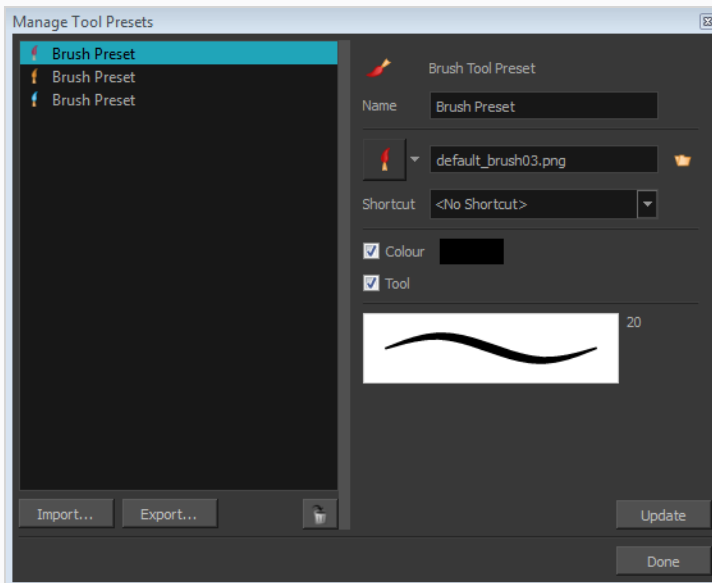 Manage Tool Presets
Brush Preset
Brush Preset
Brush Preset
Brush Tool Preset
Name Brush Preset
default_brush03.png
Shortcut <No Shortcut>
Colour
Tool
20
Import... Export...
Update
Done